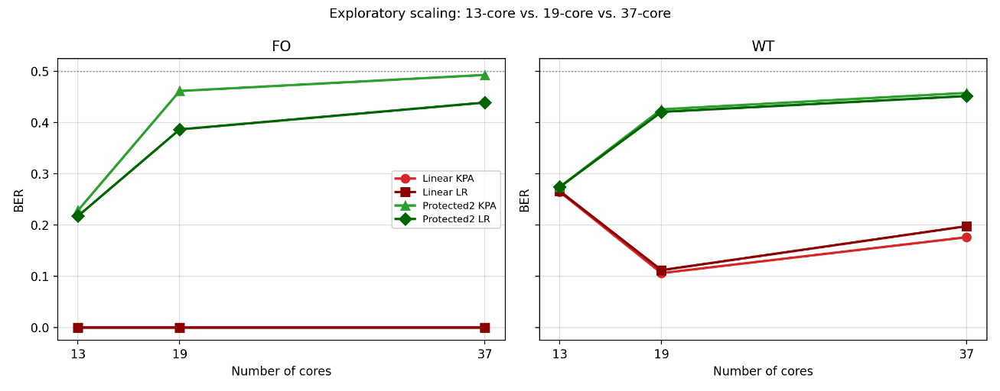 Exploratory scaling: 13-core vs. 19-core vs. 37-core
FO
BER
0.5
0.4
0.3
0.2
0.1
0.0
13
19
37
Number of cores
Linear KPA
Linear LR
Protected2 KPA
Protected2 LR
WT
BER
13
19
37
Number of cores